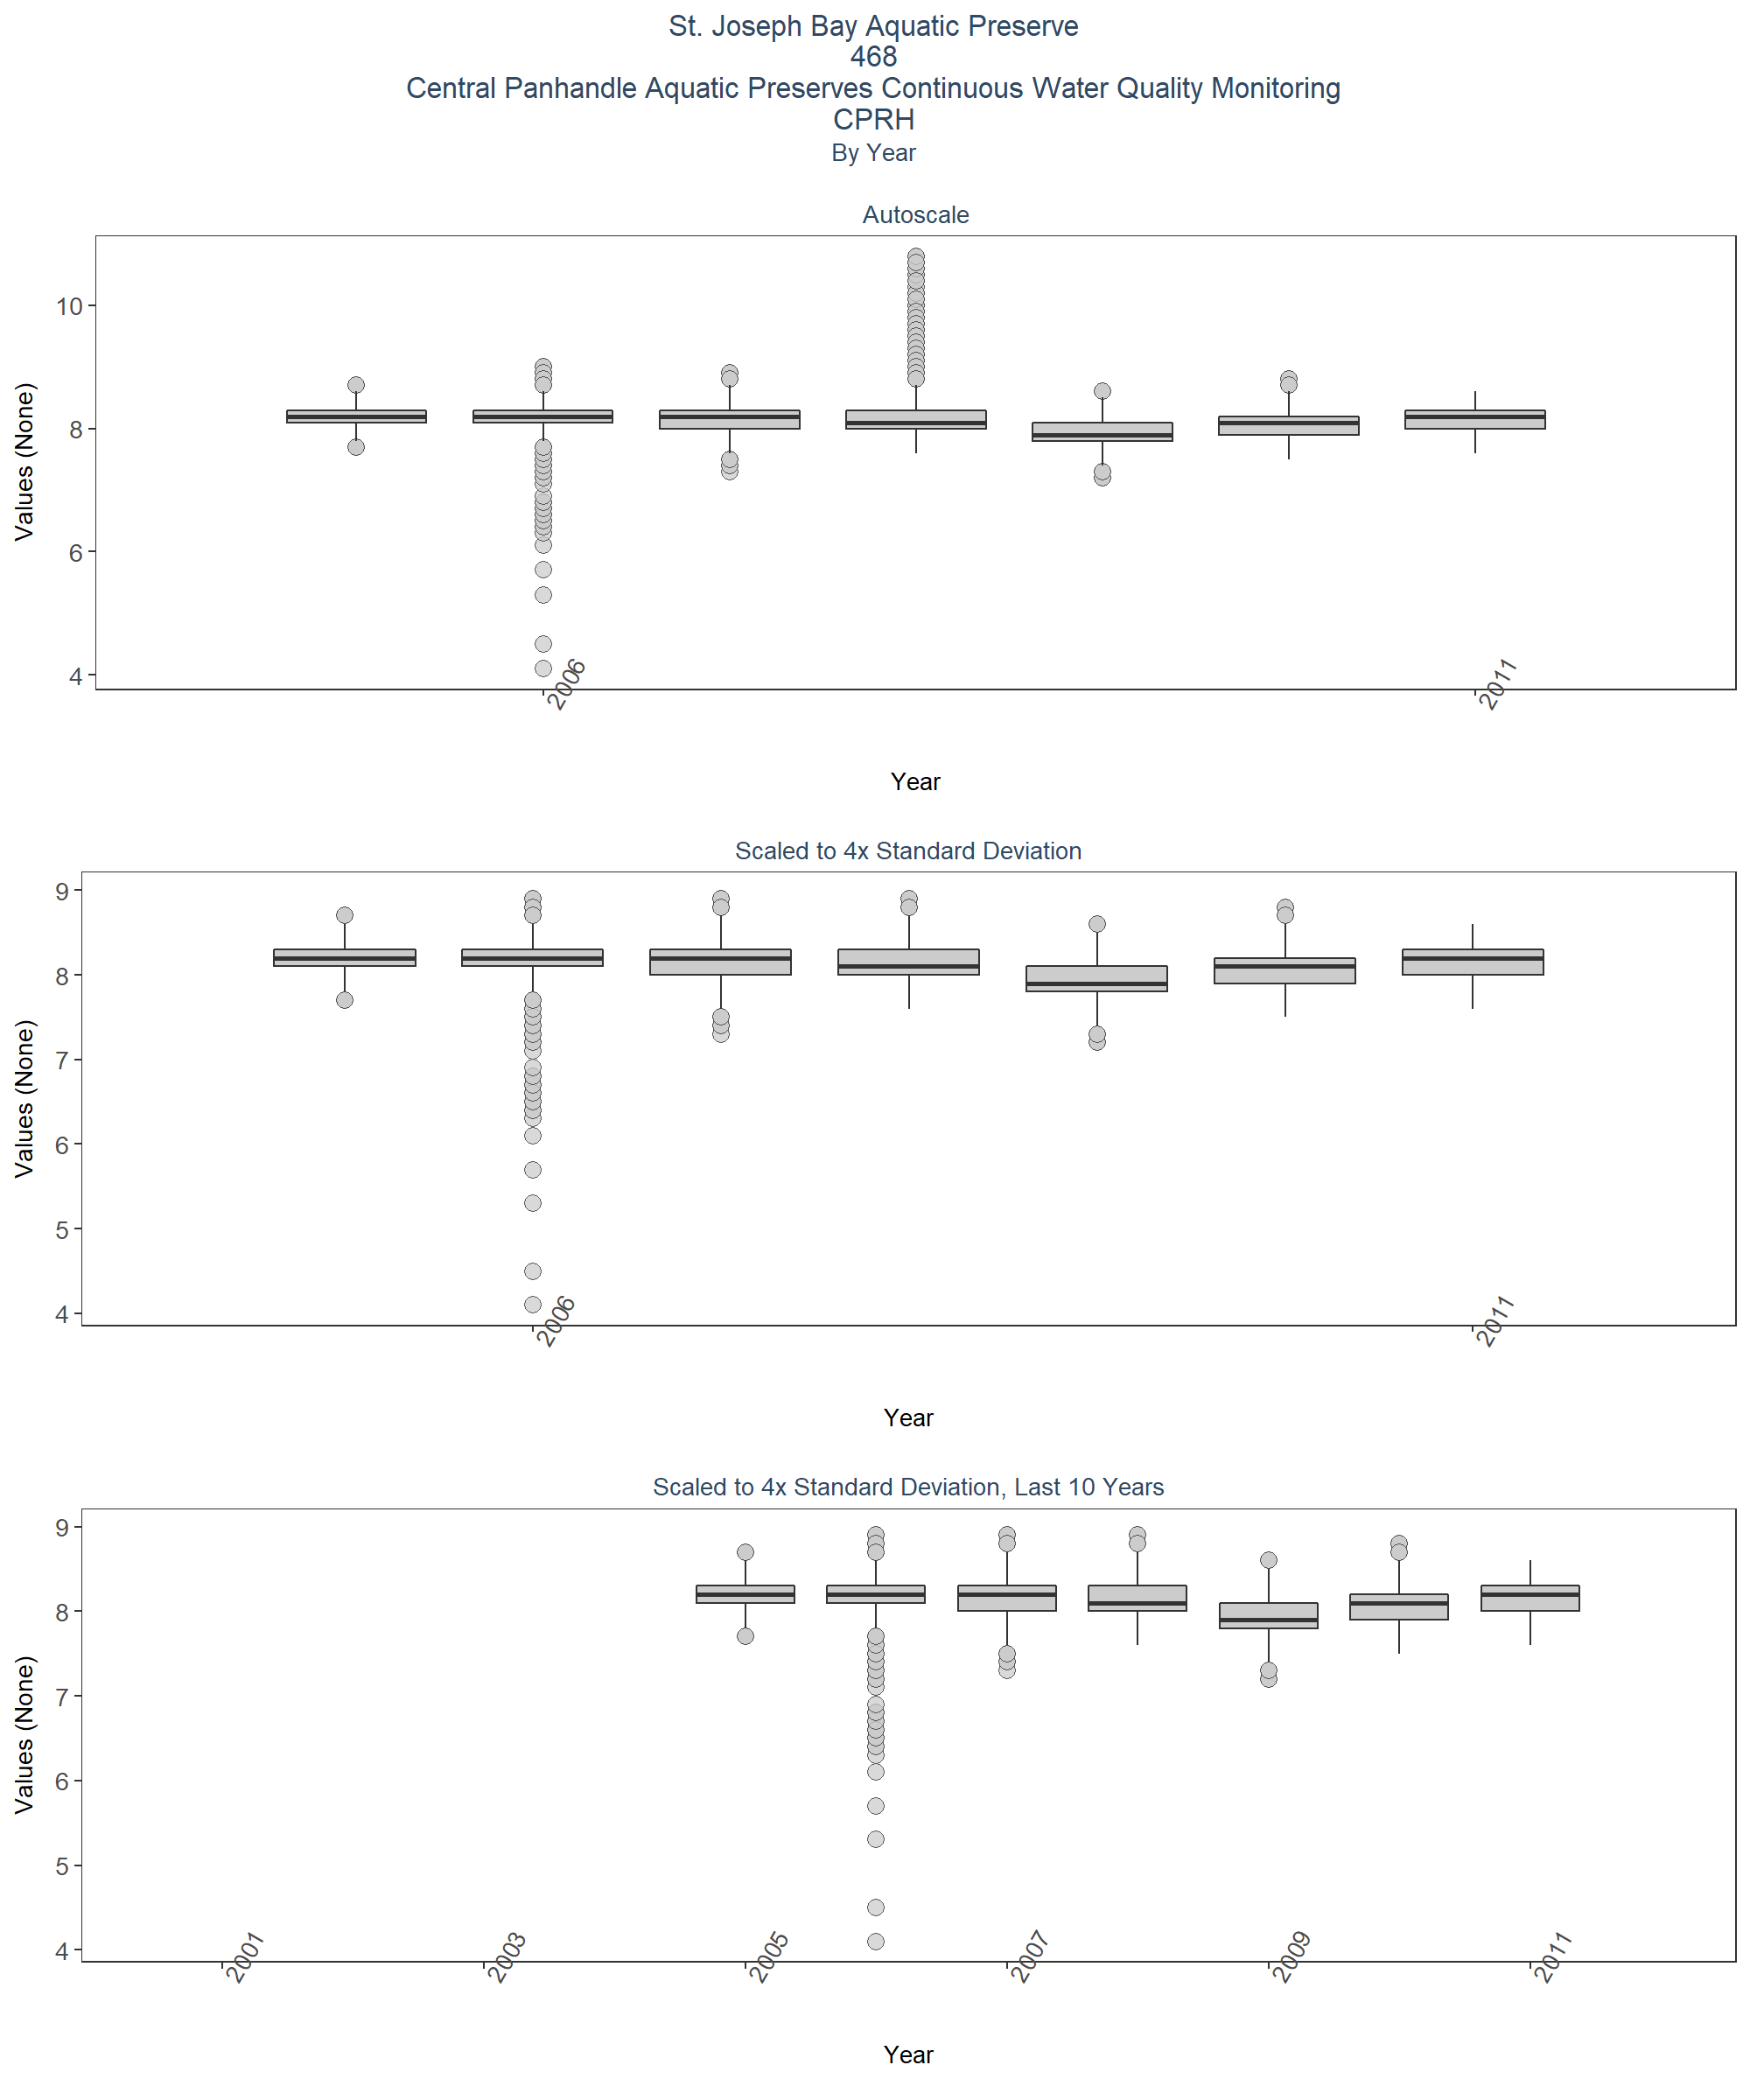 St. Joseph Bay Aquatic Preserve
468
Central Panhandle Aquatic Preserves Continuous Water Quality Monitoring
CPRH
By Year
Autoscale
10
8
6
4
Values (None)
2006
2011
Year
Scaled to 4x Standard Deviation
9
8
7
6
5
4
Values (None)
2006
2011
Year
Scaled to 4x Standard Deviation, Last 10 Years
9
8
7
6
5
4
Values (None)
2001
2003
2005
2007
2009
2011
Year